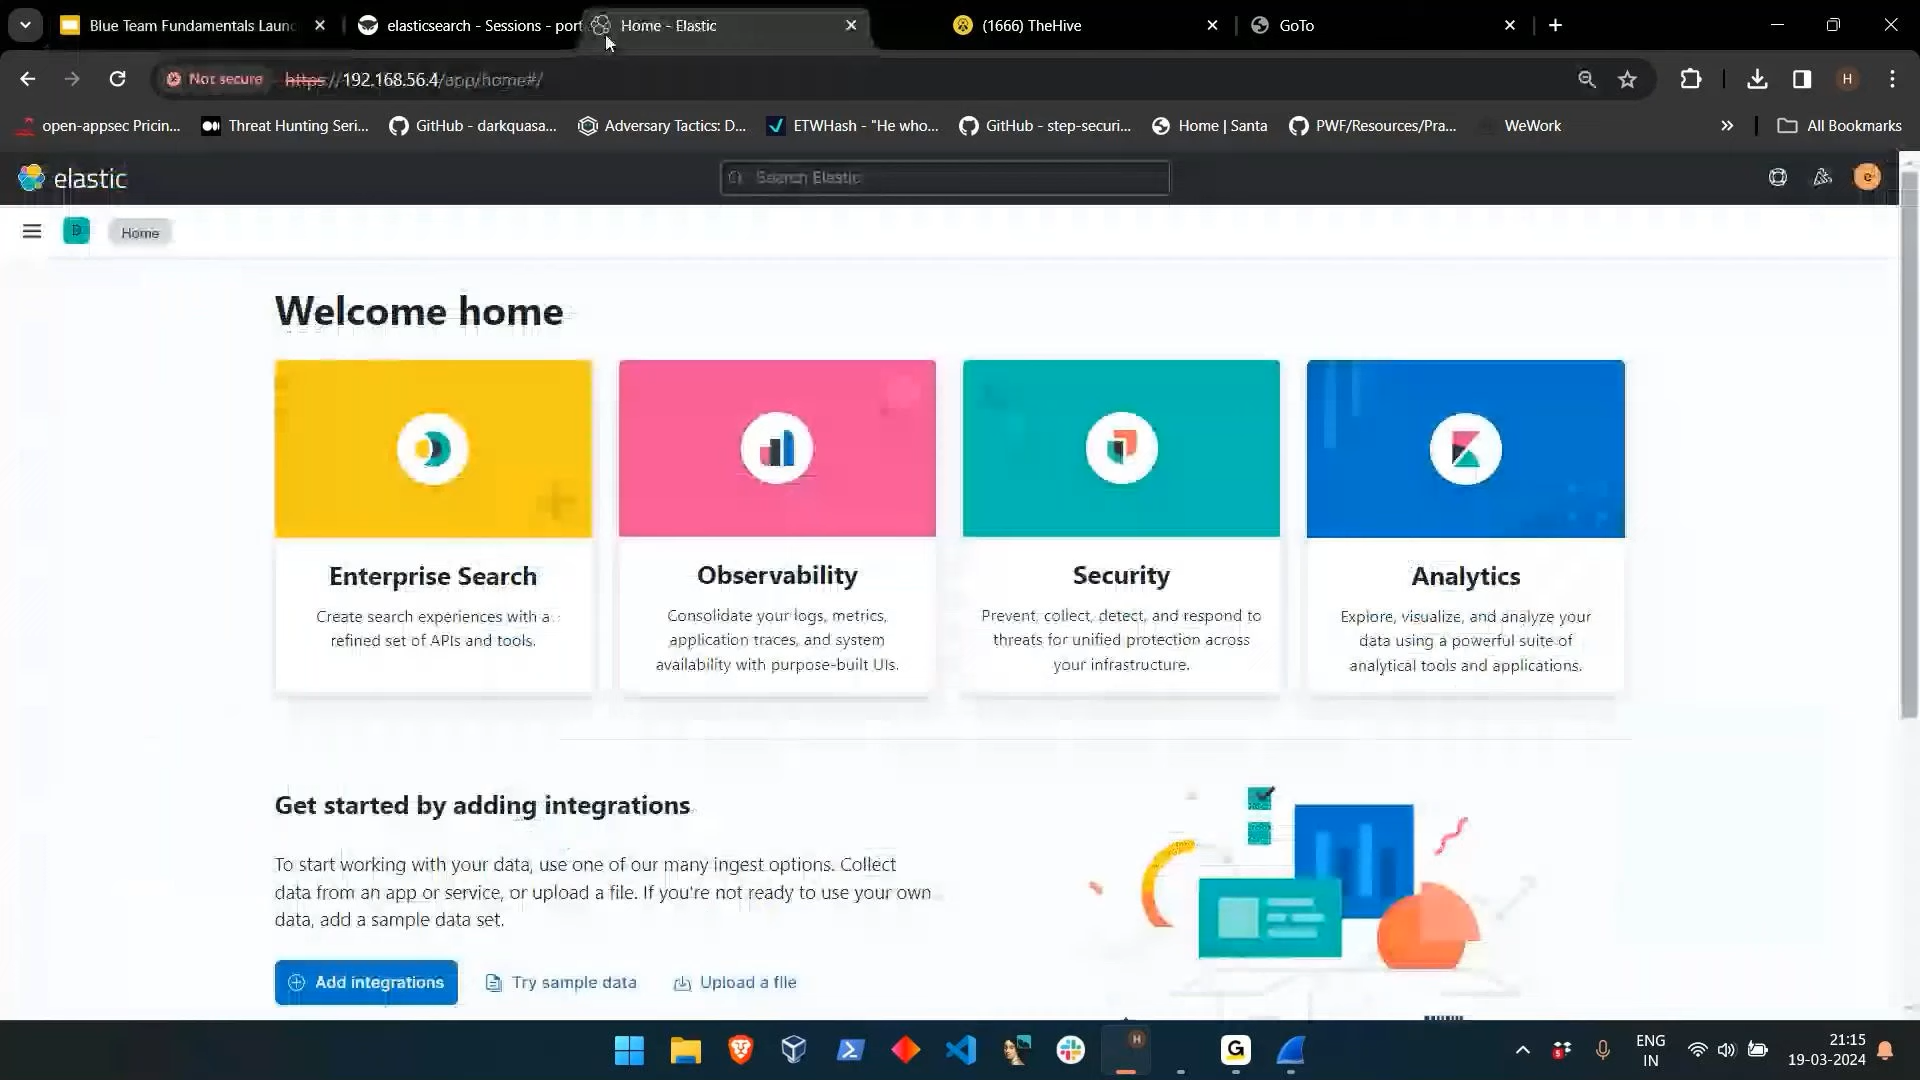 Blue Team Fundamentals Laun
elasticsearch - Sessions - port
Home - Elastic
(1666) TheHive
GoTo
Not secure
https://192.168.56.4/app/home#/
H
open-appsec Pricin...
Threat Hunting Seri...
GitHub - darkquasa...
Adversary Tactics: D...
ETWHash - "He who...
GitHub - step-securi...
Home | Santa
PWF/Resources/Pra...
WeWork
All Bookmarks
elastic
Search Elastic
e
D
Home
Welcome home
Enterprise Search
Create search experiences with a
refined set of APIs and tools.
Observability
Consolidate your logs, metrics,
application traces, and system
availability with purpose-built UIs.
Security
Prevent, collect, detect, and respond to
threats for unified protection across
your infrastructure.
Analytics
Explore, visualize, and analyze your
data using a powerful suite of
analytical tools and applications.
Get started by adding integrations
To start working with your data, use one of our many ingest options. Collect
data from an app or service, or upload a file. If you're not ready to use your own
data, add a sample data set.
Add integrations
Try sample data
Upload a file
H
G
ENG
IN
21:15
19-03-2024